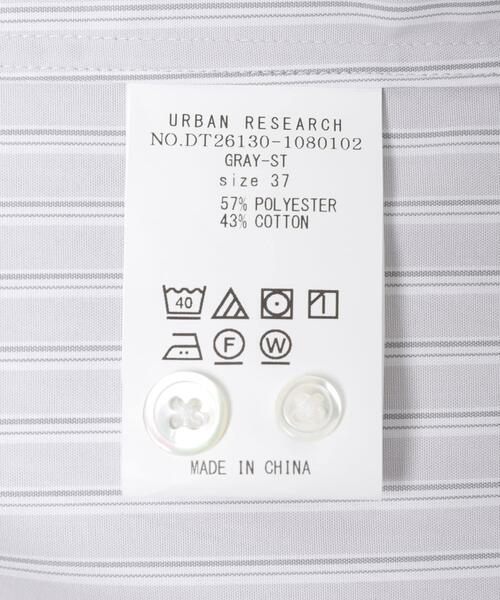 URBAN RESEARCH
NO.DT26130-1080102
GRAY-ST
size 37
57% POLYESTER
43% COTTON
40
F W
MADE IN CHINA